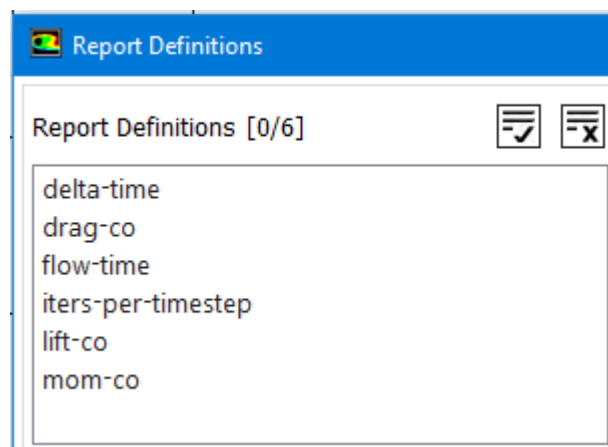 Report Definitions
Report Definitions [0/6]
delta-time
drag-co
flow-time
iters-per-timestep
lift-co
mom-co